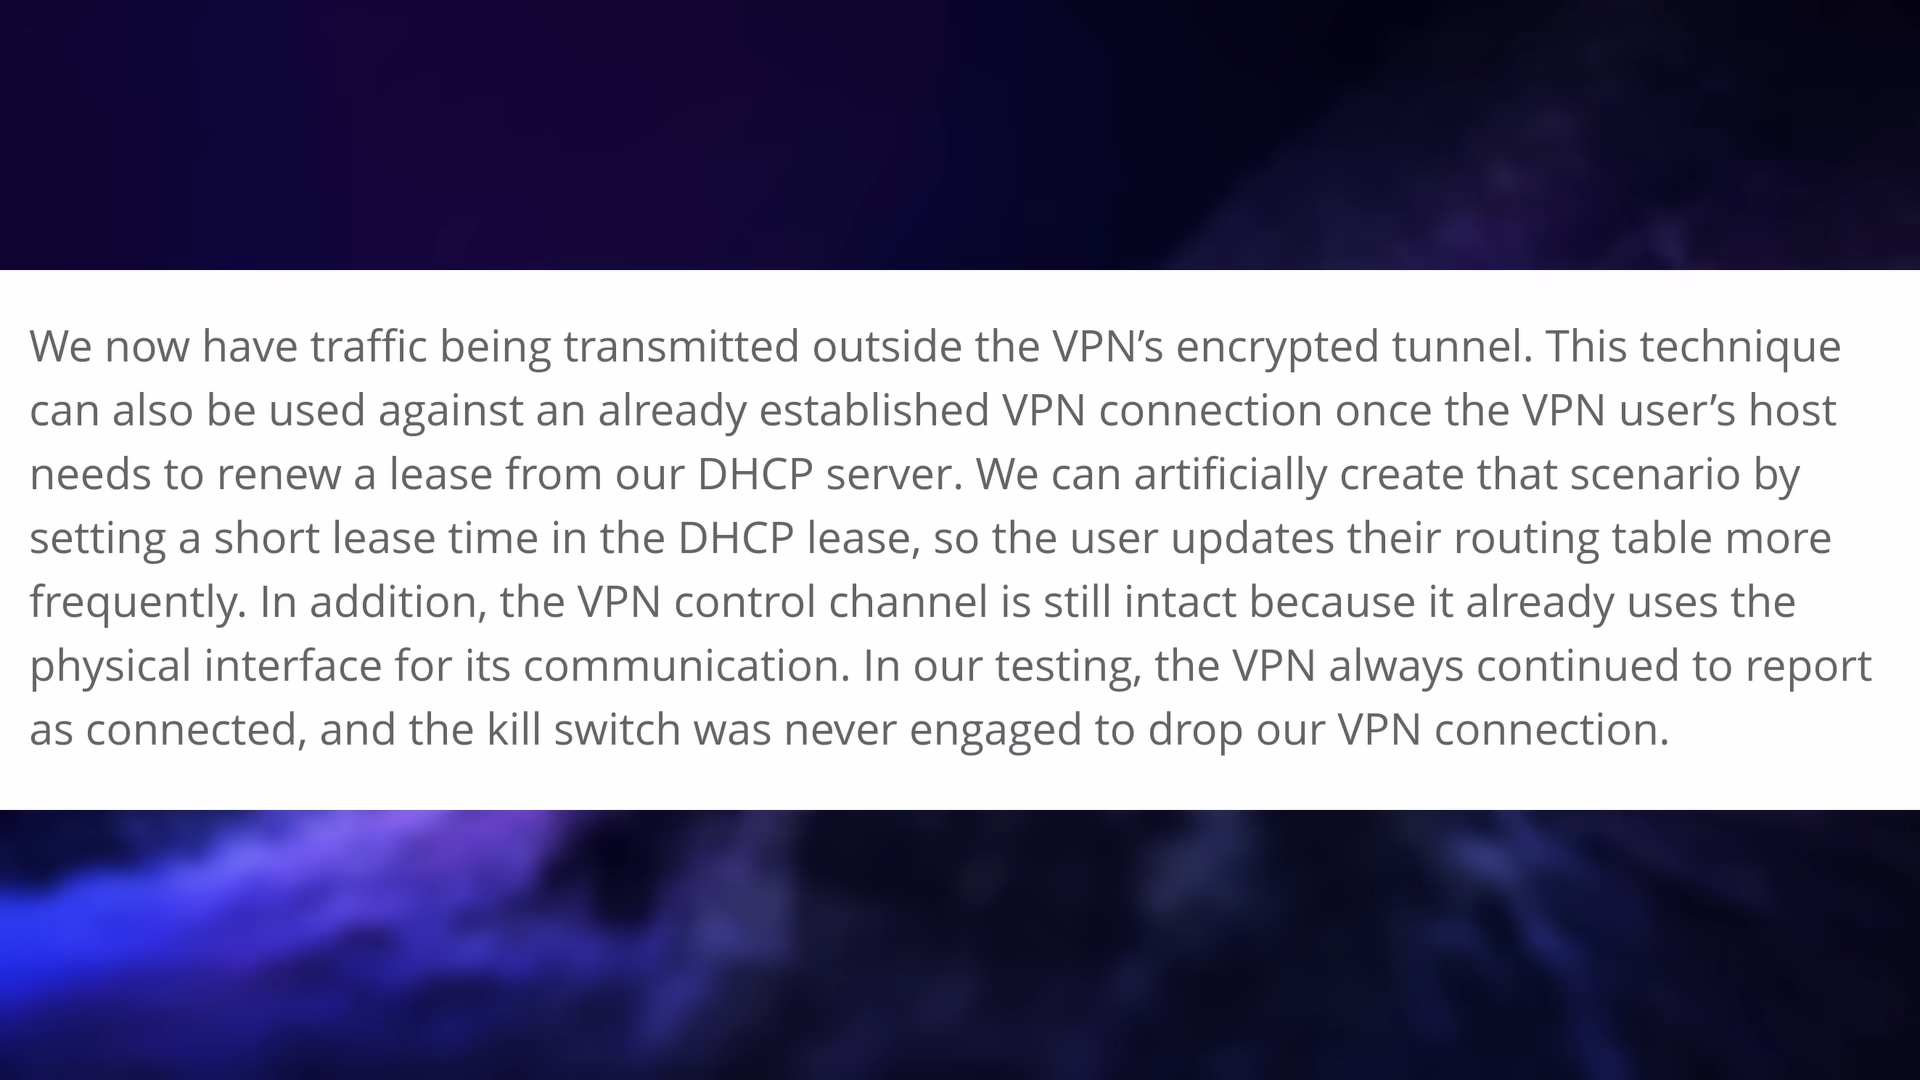 We now have traffic being transmitted outside the VPN’s encrypted tunnel. This technique
can also be used against an already established VPN connection once the VPN user’s host
needs to renew a lease from our DHCP server. We can artificially create that scenario by
setting a short lease time in the DHCP lease, so the user updates their routing table more
frequently. In addition, the VPN control channel is still intact because it already uses the
physical interface for its communication. In our testing, the VPN always continued to report
as connected, and the kill switch was never engaged to drop our VPN connection.